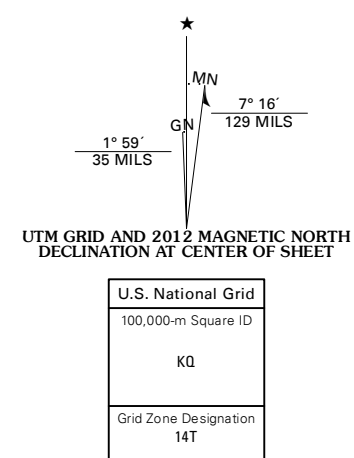 ★
MN
7° 16´
129 MILS
GN
1° 59´
35 MILS
UTM GRID AND 2012 MAGNETIC NORTH
DECLINATION AT CENTER OF SHEET
U.S. National Grid
100,000-m Square ID
KQ
Grid Zone Designation
14T